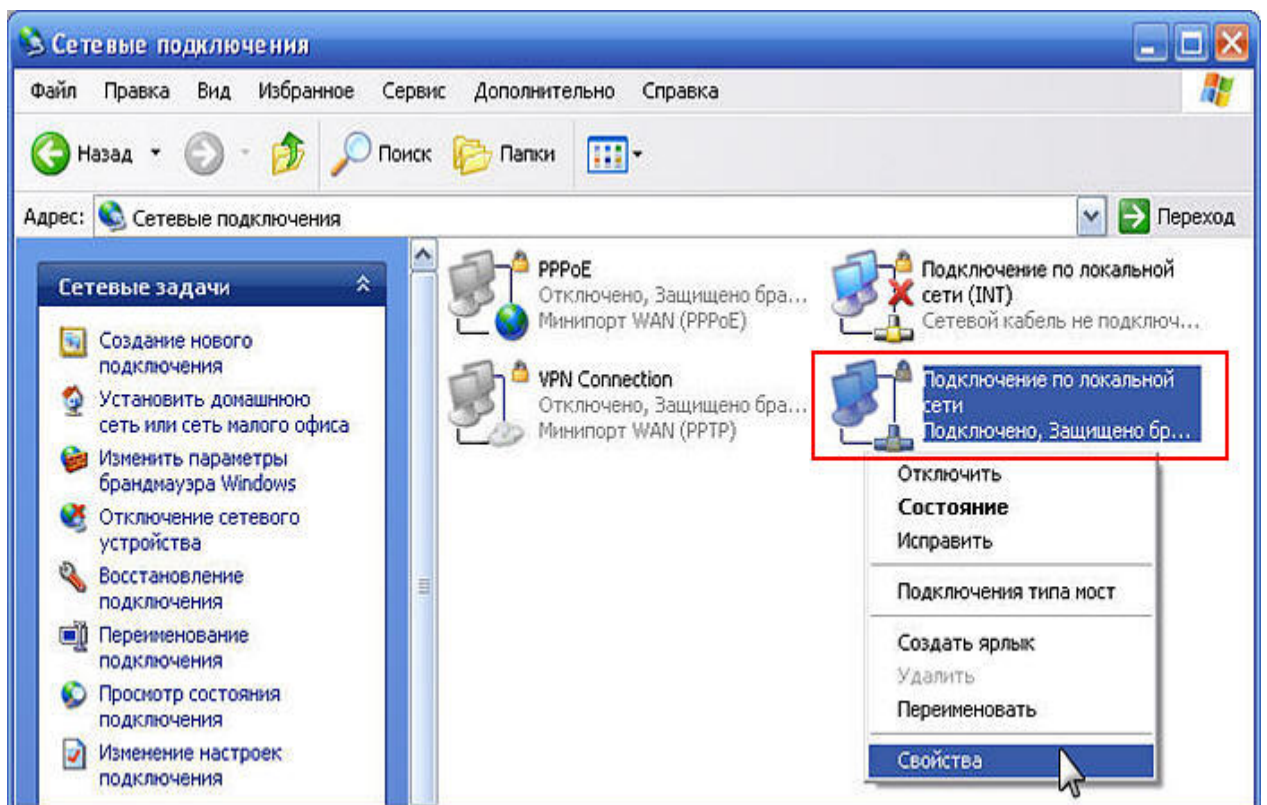 Сетевые подключения
Файл Правка Вид Избранное Сервис Дополнительно Справка
Назад Поиск Папки
Адрес: Сетевые подключения Переход
Сетевые задачи
Создание нового
подключения
Установить домашнюю
сеть или сеть малого офиса
Изменить параметры
брандмауэра Windows
Отключение сетевого
устройства
Восстановление
подключения
Переименование
подключения
Просмотр состояния
подключения
Изменение настроек
подключения
PPPoE
Отключено, Защищено бра...
Минипорт WAN (PPPoE)
Подключение по локальной
сети (INT)
Сетевой кабель не подключ...
VPN Connection
Отключено, Защищено бра...
Минипорт WAN (PPTP)
Подключение по локальной
сети
Подключено, Защищено бр...
Отключить
Состояние
Исправить
Подключения типа мост
Создать ярлык
Удалить
Переименовать
Свойства